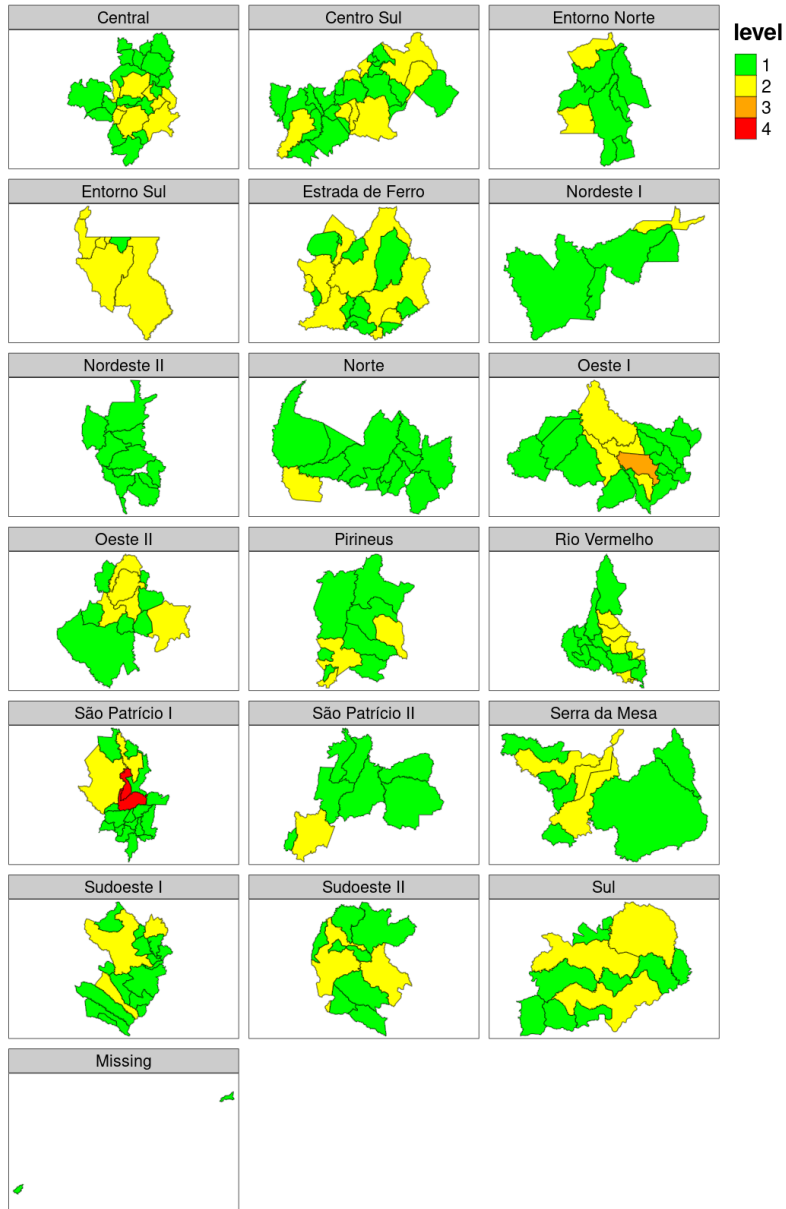 Central
Centro Sul
Entorno Norte
level
1
2
3
4
Entorno Sul
Estrada de Ferro
Nordeste I
Nordeste II
Norte
Oeste I
Oeste II
Pirineus
Rio Vermelho
São Patrício I
São Patrício II
Serra da Mesa
Sudoeste I
Sudoeste II
Sul
Missing